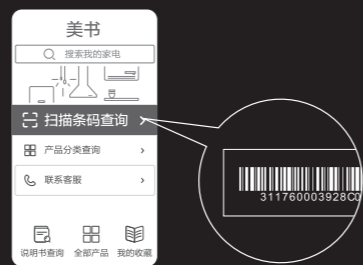 美书
搜索我的家电
扫描条码查询
产品分类查询
联系客服
说明书查询 全部产品 我的收藏
311760003928C0